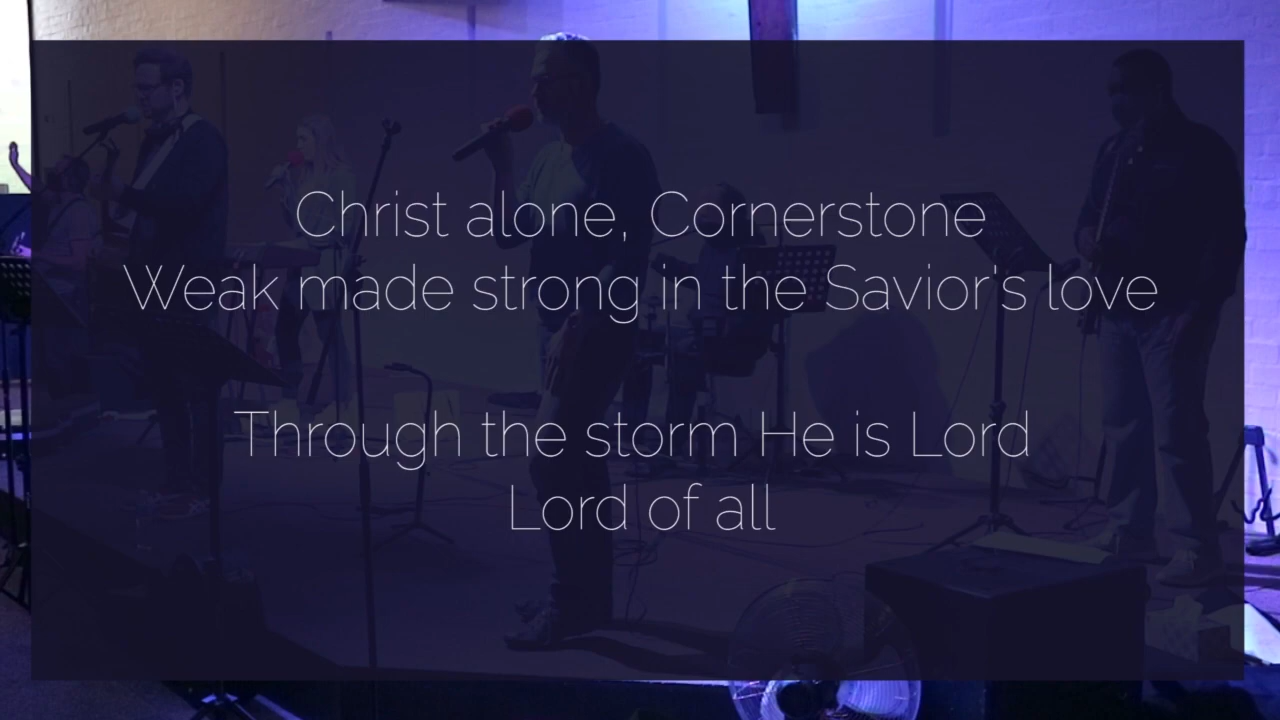 Christ alone, Cornerstone
Weak made strong in the Savior's love
Through the storm He is Lord
Lord of all